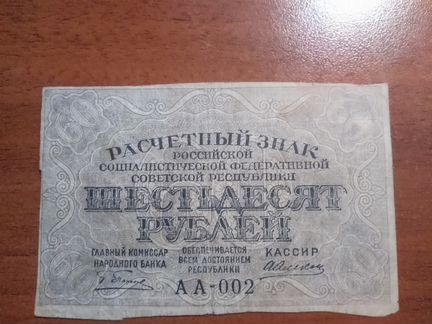 РАСЧЕТНЫЙ ЗНАК
РОССИЙСКОЙ
СОЦИАЛИСТИЧЕСКОЙ ФЕДЕРАТИВНОЙ
СОВЕТСКОЙ РЕСПУБЛИКИ
ШЕСТЬДЕСЯТ
РУБЛЕЙ
ГЛАВНЫЙ КОМИССАР
НАРОДНОГО БАНКА
ОБЕСПЕЧИВАЕТСЯ
ВСЕМ ДОСТОЯНИЕМ
РЕСПУБЛИКИ
КАССИР
АА-002
60